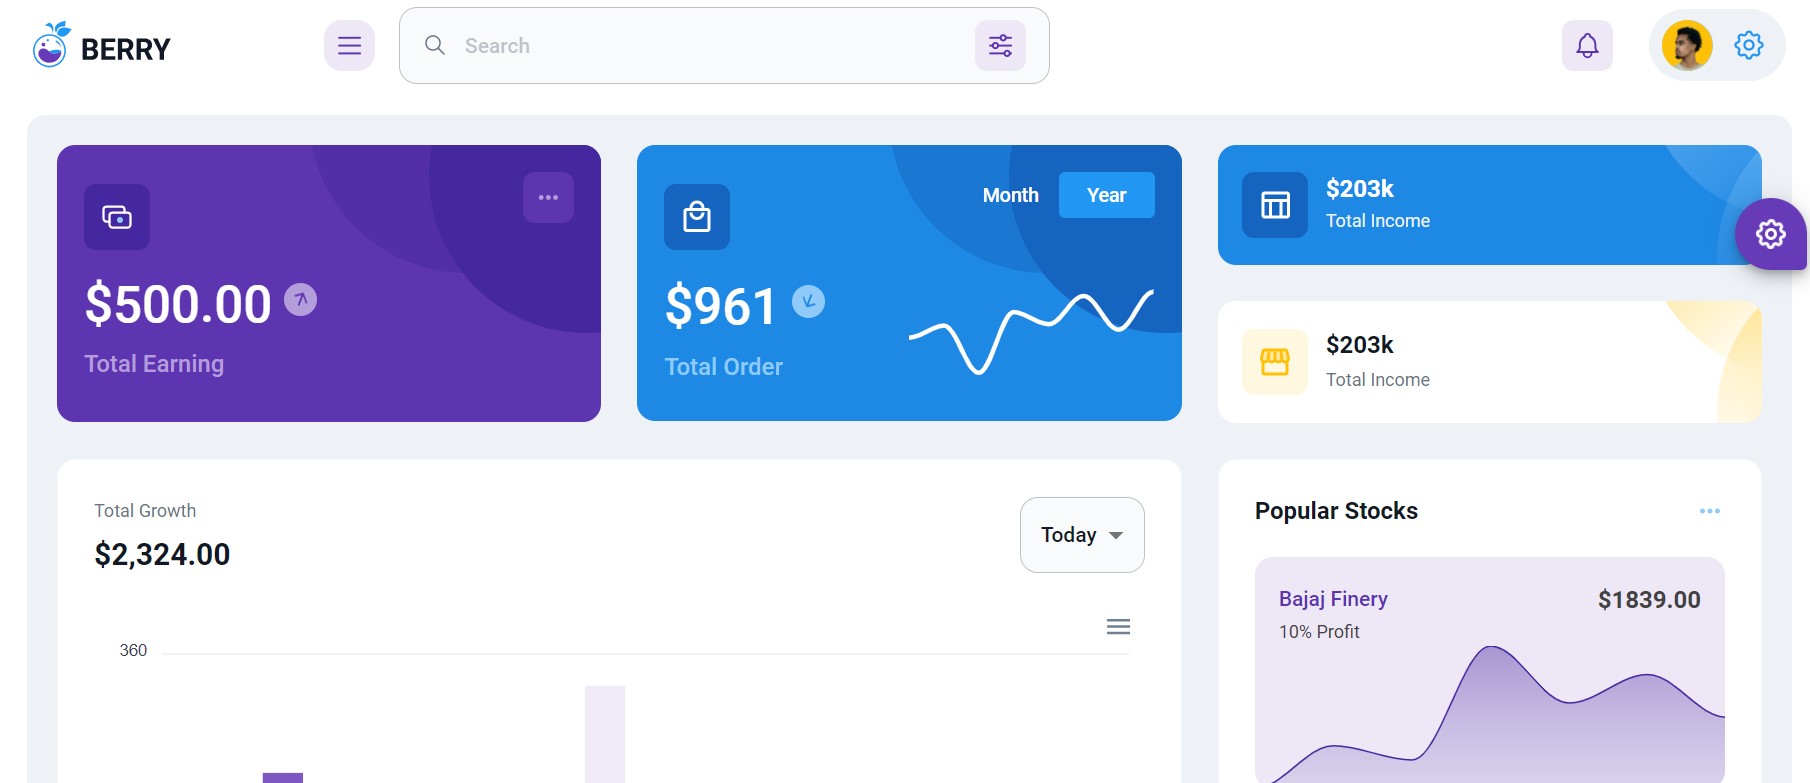 BERRY
Search
$500.00
Total Earning
Month Year
$961
Total Order
$203k
Total Income
$203k
Total Income
Total Growth
$2,324.00
Today
360
Popular Stocks
Bajaj Finery $1839.00
10% Profit